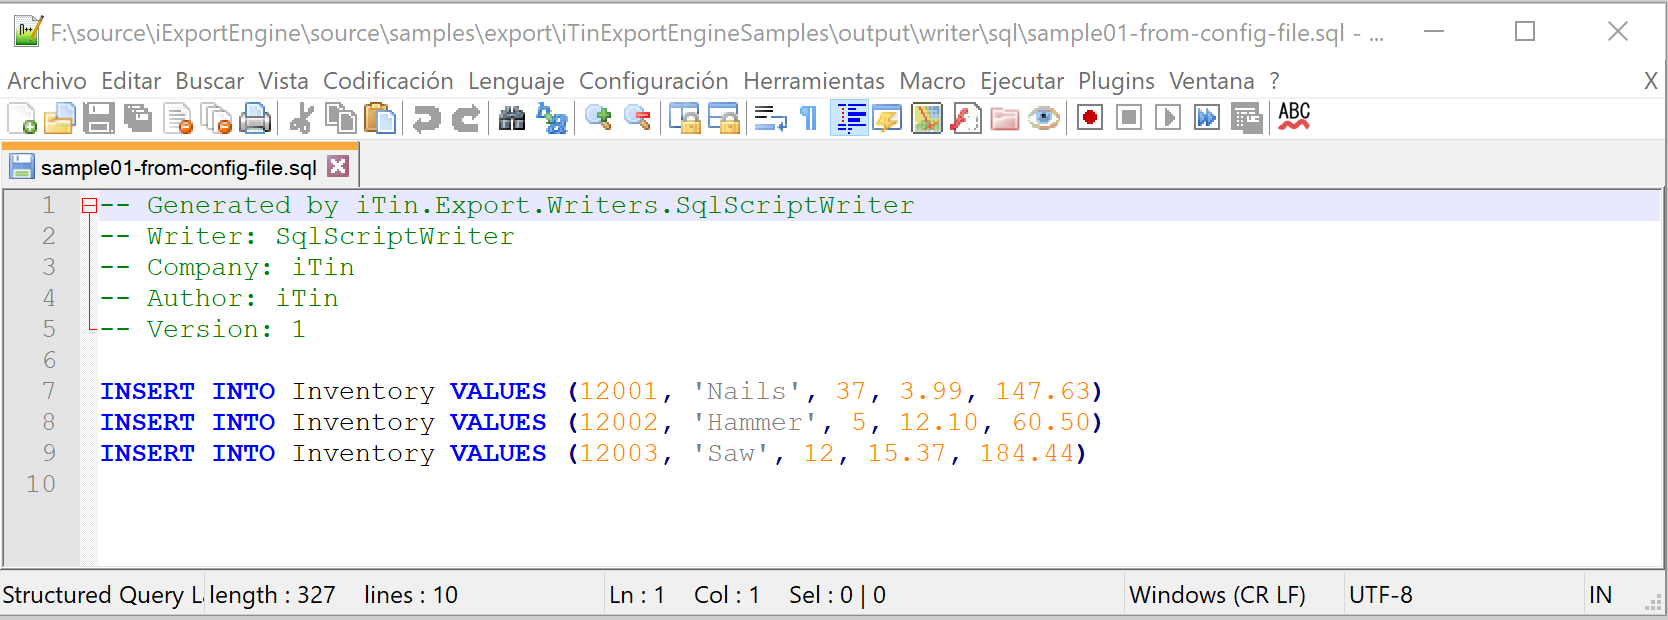 F:\source\iExportEngine\source\samples\export\iTinExportEngineSamples\output\writer\sql\sample01-from-config-file.sql - ...
Archivo Editar Buscar Vista Codificación Lenguaje Configuración Herramientas Macro Ejecutar Plugins Ventana ? X
ABC
sample01-from-config-file.sql
1 -- Generated by iTin.Export.Writers.SqlScriptWriter
2 -- Writer: SqlScriptWriter
3 -- Company: iTin
4 -- Author: iTin
5 -- Version: 1
6
7 INSERT INTO Inventory VALUES (12001, 'Nails', 37, 3.99, 147.63)
8 INSERT INTO Inventory VALUES (12002, 'Hammer', 5, 12.10, 60.50)
9 INSERT INTO Inventory VALUES (12003, 'Saw', 12, 15.37, 184.44)
10
Structured Query L length : 327 lines : 10 Ln : 1 Col : 1 Sel : 0 | 0 Windows (CR LF) UTF-8 IN